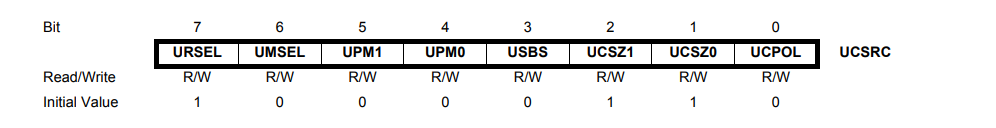 Bit 7 6 5 4 3 2 1 0
URSEL UMSEL UPM1 UPM0 USBS UCSZ1 UCSZ0 UCPOL UCSRC
Read/Write R/W R/W R/W R/W R/W R/W R/W R/W
Initial Value 1 0 0 0 0 1 1 0